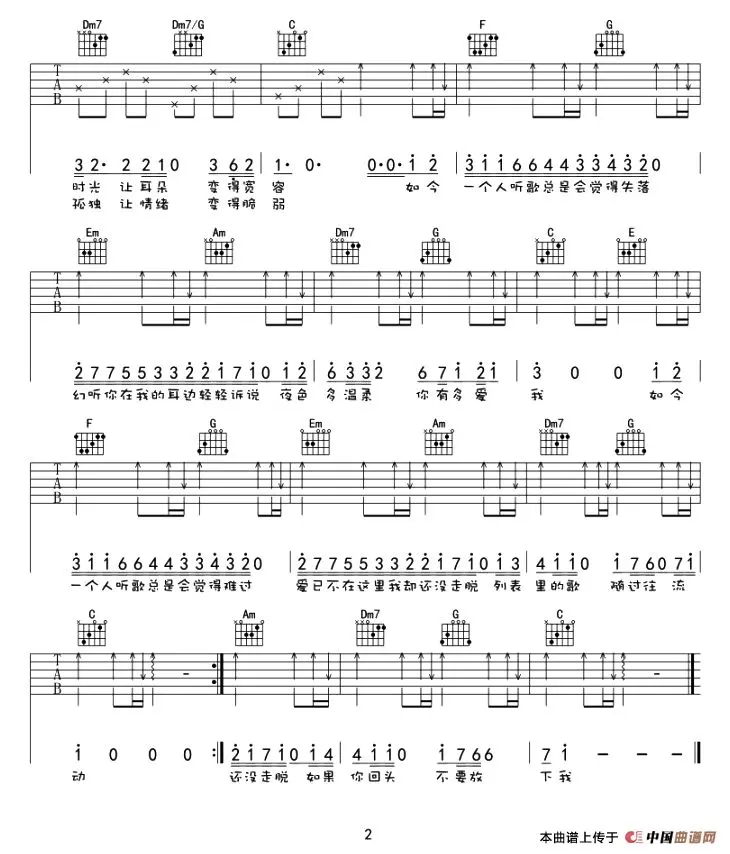 Dm7 Dm7/G C F G
T A B
3 2· 2 2 2 1 0 3 6 2 1· 0· 0· 0· 1 2 3 1 1 6 6 4 4 3 3 4 3 2 0
时光 让耳朵 变得宽 容 如今 一个人听歌总是会觉得失落
孤独 让情绪 变得脆 弱
Em Am Dm7 G C E
T A B
2 7 7 5 5 3 3 2 2 1 7 1 0 1 2 6 3 3 2 6 7 1 2 1 3 0 0 1 2
幻听你在我的耳边轻轻诉说 夜色 多温柔 你有多爱 我 如今
F G Em Am Dm7 G
T A B
3 1 1 6 6 4 4 3 3 4 3 2 0 2 7 7 5 5 3 3 2 2 1 7 1 0 1 3 4 1 1 0 1 7 6 0 7 1
一个人听歌总是会觉得难过 爱已不在这里我却还没走脱 列表 里的歌 随过往 流
C Am Dm7 G C
T A B
1 0 0 0 2 1 7 1 0 1 4 4 1 1 0 1 7 6 6 7 1 — — —
动 还没走脱 如果 你回头 不要放 下我
2
本曲谱上传于 中国曲谱网